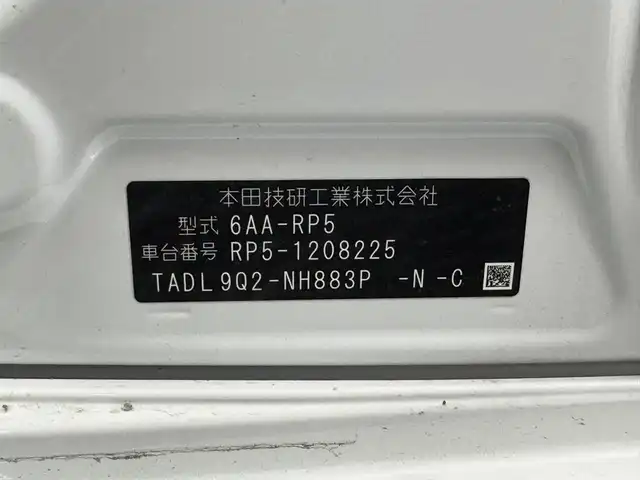 本田技研工業株式会社
型式 6AA-RP5
車台番号 RP5-1208225
TADL9Q2-NH883P -N -C